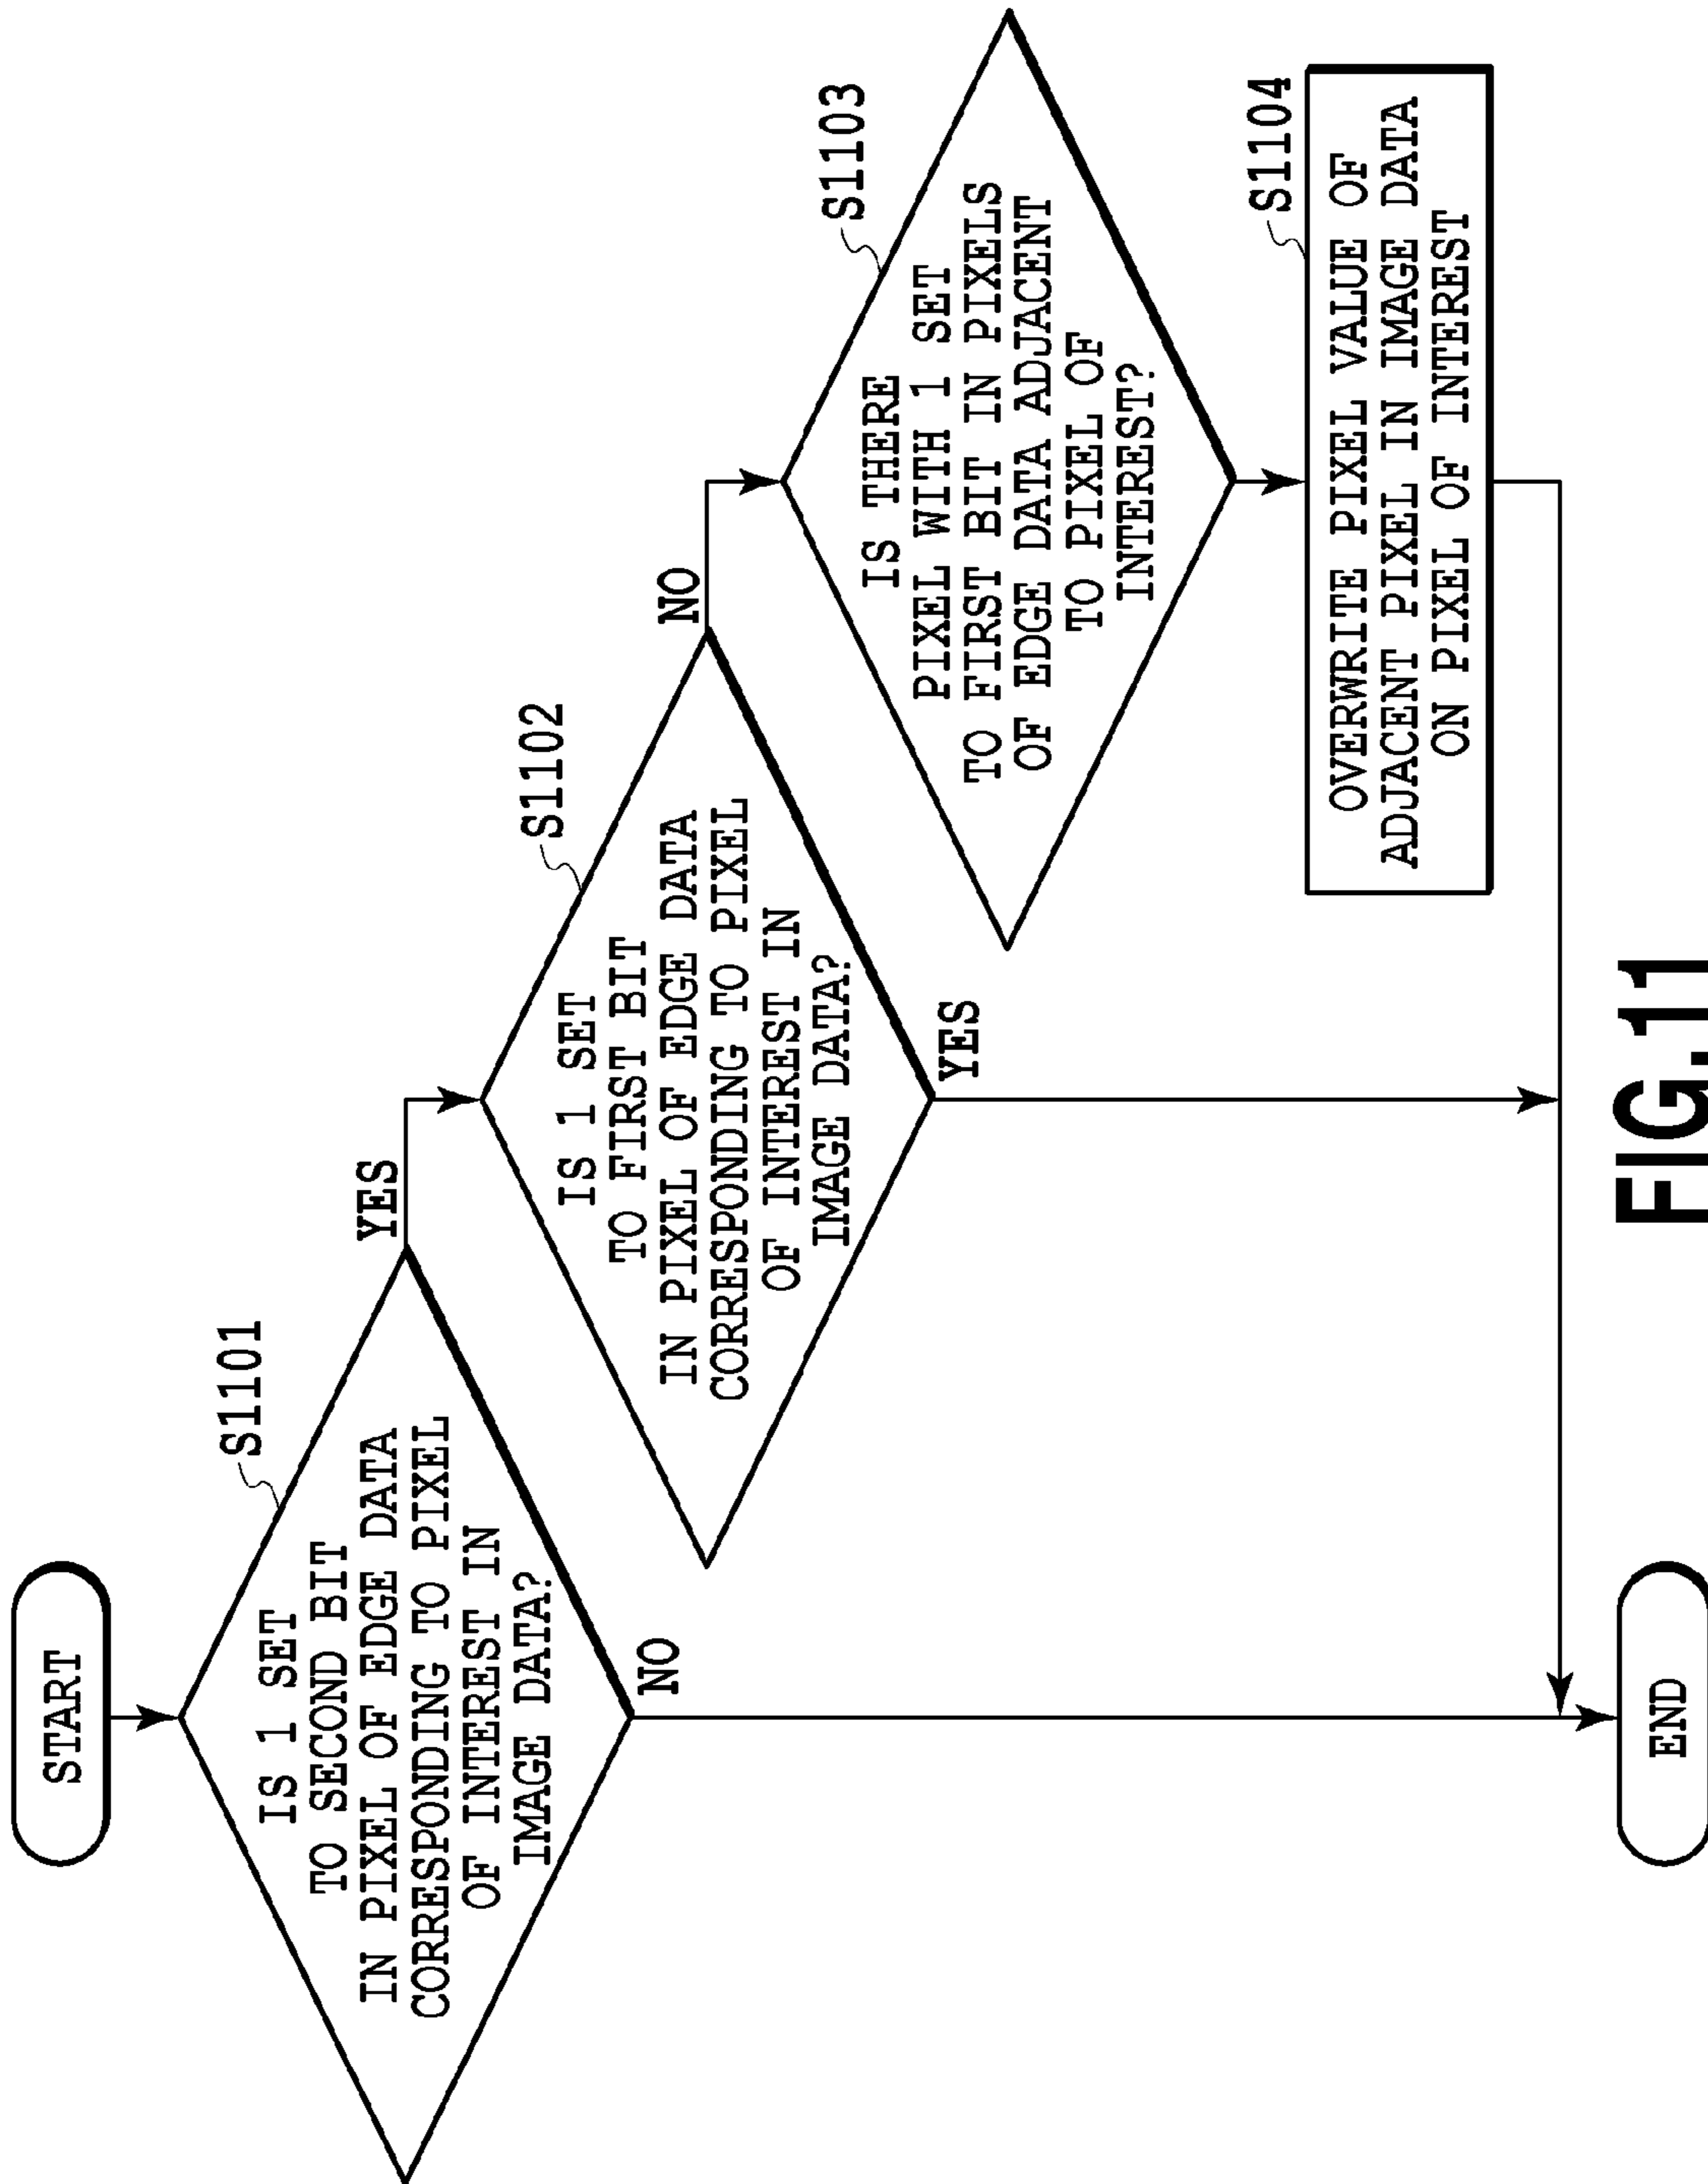 START
S1101
IS 1 SET
TO SECOND BIT
IN PIXEL OF EDGE DATA
CORRESPONDING TO PIXEL
OF INTEREST IN
IMAGE DATA?
YES
NO
S1102
IS 1 SET
TO FIRST BIT
IN PIXEL OF EDGE DATA
CORRESPONDING TO PIXEL
OF INTEREST IN
IMAGE DATA?
NO
YES
S1103
IS THERE
PIXEL WITH 1 SET
TO FIRST BIT IN PIXELS
OF EDGE DATA ADJACENT
TO PIXEL OF
INTEREST?
S1104
OVERWRITE PIXEL VALUE OF
ADJACENT PIXEL IN IMAGE DATA
ON PIXEL OF INTEREST
END
FIG.11